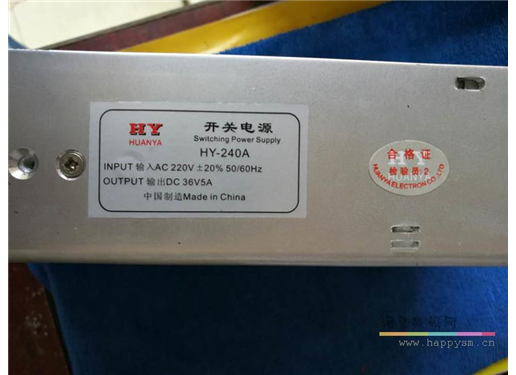 HY
HUANYA
开关电源
Switching Power Supply
HY-240A
INPUT 输入AC 220V ±20% 50/60Hz
OUTPUT 输出DC 36V5A
中国制造Made in China
合格证
HY
HUANYA
检验员:2
HUANYA ELECTRON CO.,LTD
www.happysm.cn